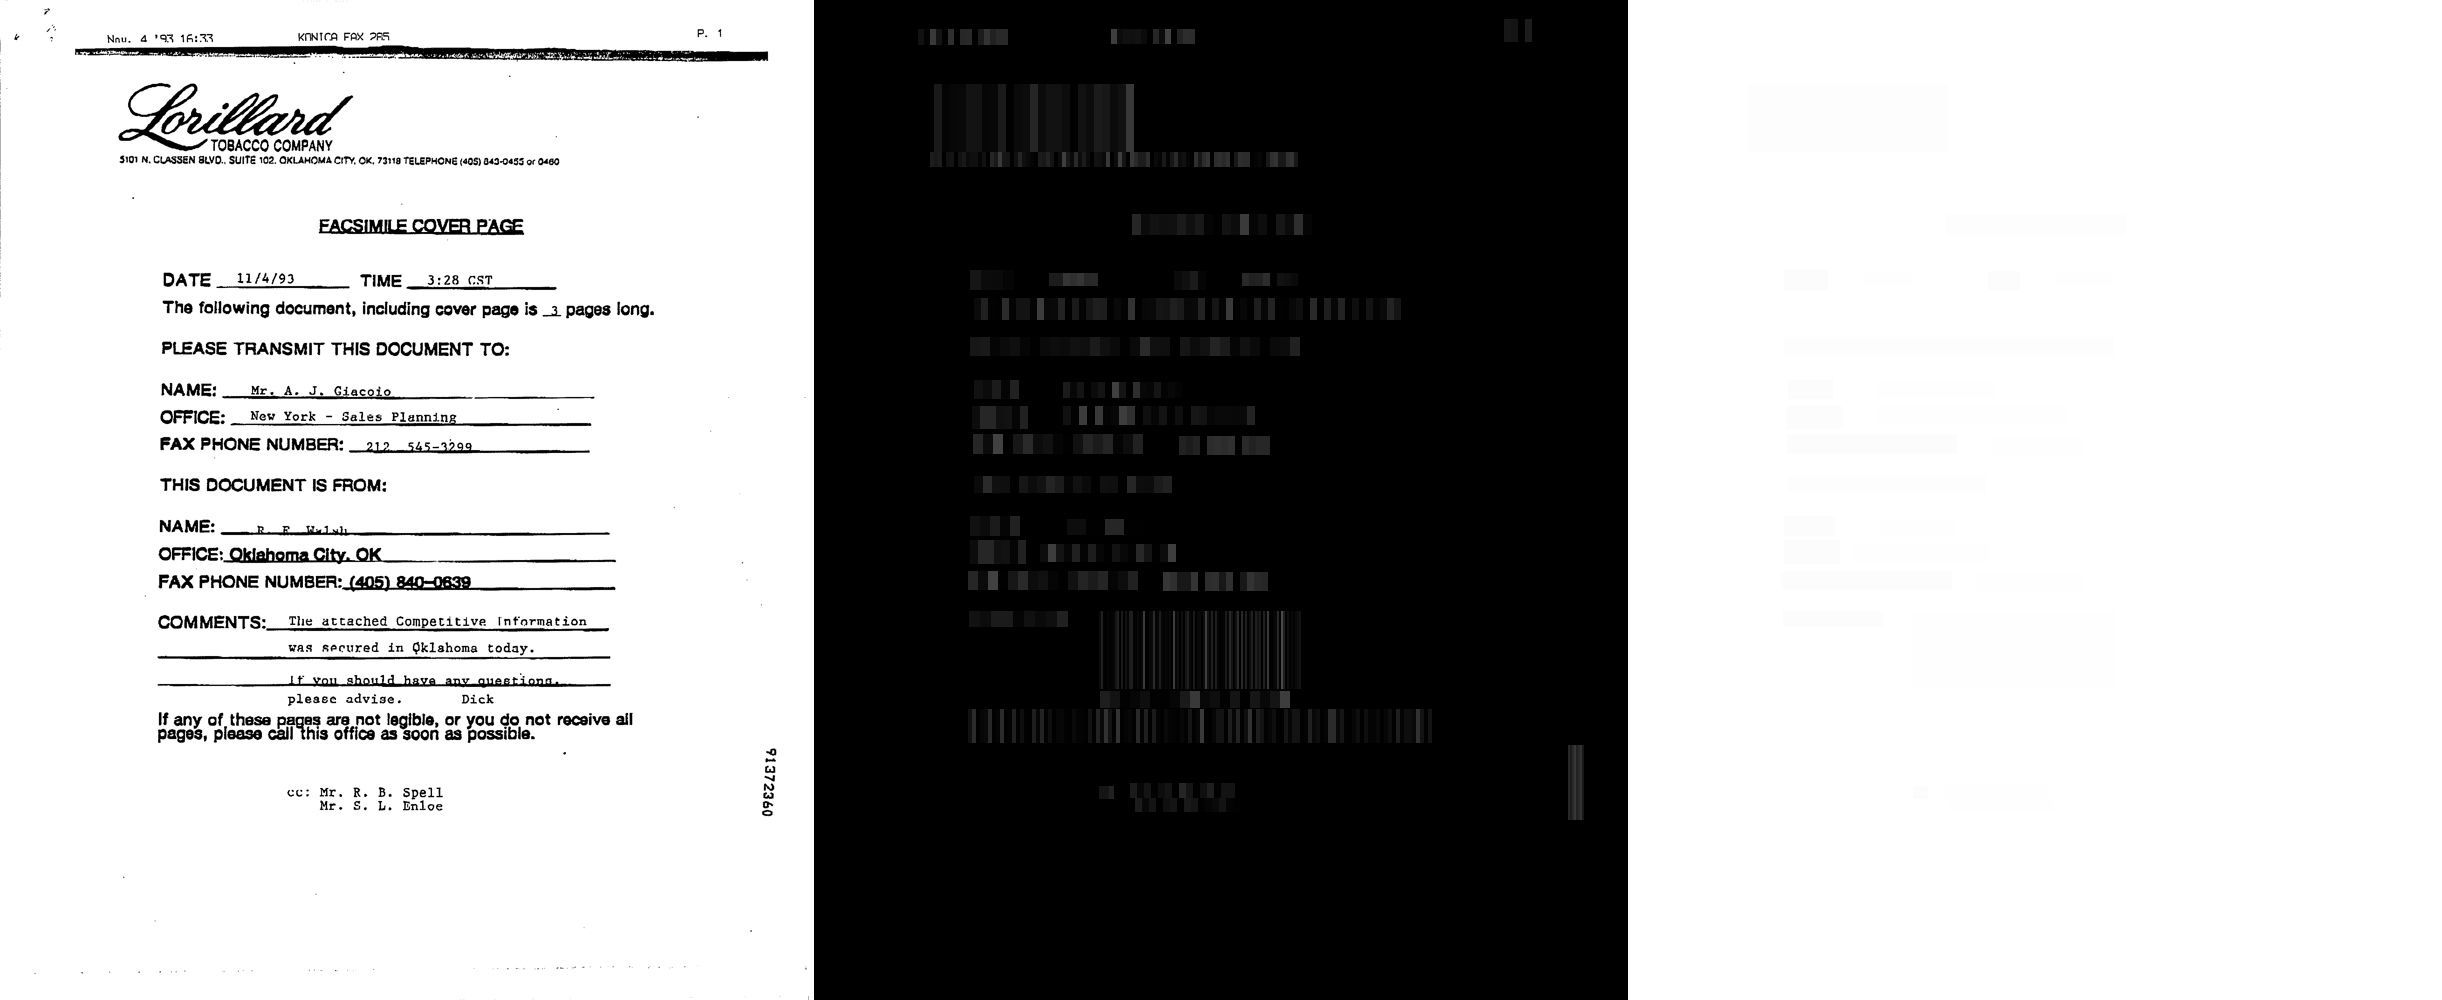 Nov. 4 '93 16:33 KONICA FAX 265 P. 1
Lorillard
TOBACCO COMPANY
5101 N. CLASSEN BLVD., SUITE 102, OKLAHOMA CITY, OK, 73118 TELEPHONE (405) 843-0455 or 0460
FACSIMILE COVER PAGE
DATE 11/4/93 TIME 3:28 CST
The following document, including cover page is 3 pages long.
PLEASE TRANSMIT THIS DOCUMENT TO:
NAME: Mr. A. J. Giacoio
OFFICE: New York - Sales Planning
FAX PHONE NUMBER: 212 545-3299
THIS DOCUMENT IS FROM:
NAME: R. F. Walsh
OFFICE: Oklahoma City, OK
FAX PHONE NUMBER: (405) 840-0639
COMMENTS: The attached Competitive Information
was secured in Oklahoma today.
If you should have any questions,
please advise. Dick
If any of these pages are not legible, or you do not receive all
pages, please call this office as soon as possible.
cc: Mr. R. B. Spell
Mr. S. L. Enloe
91372360